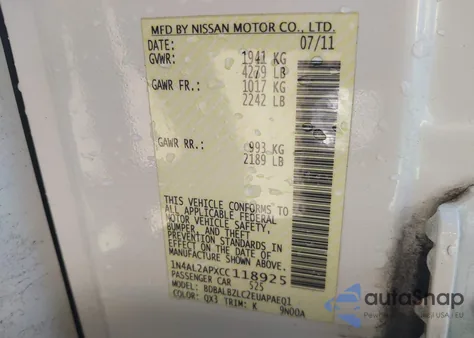 MFD BY NISSAN MOTOR CO., LTD.
DATE: 07/11
GVWR: 1941 KG
4279 LB
GAWR FR.: 1017 KG
2242 LB
GAWR RR.: 993 KG
2189 LB
THIS VEHICLE CONFORMS TO
ALL APPLICABLE FEDERAL
MOTOR VEHICLE SAFETY,
BUMPER, AND THEFT
PREVENTION STANDARDS IN
EFFECT ON THE DATE OF
MANUFACTURE SHOWN ABOVE.
1N4AL2APXCC118925
PASSENGER CAR 525
MODEL: BDBALBZLC2EUAPAEQ1
COLOR: QX3 TRIM: K 9N00A
autoSnap